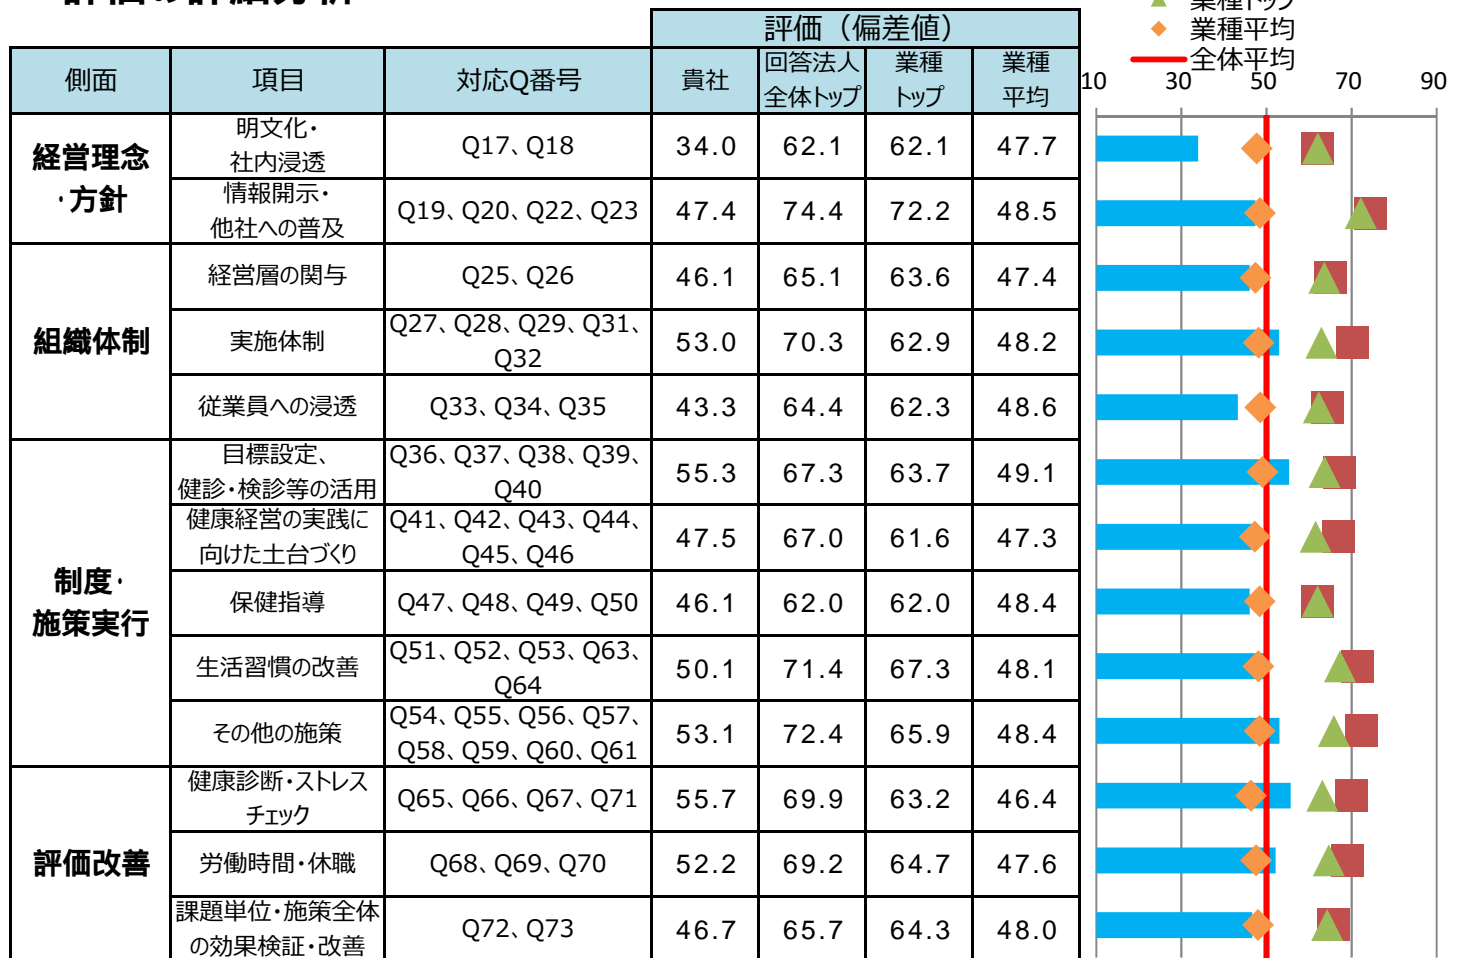 評価の詳細分析
業種トップ
業種平均
全体平均
評価（偏差値）
側面 項目 対応Q番号 貴社 回答法人全体トップ 業種トップ 業種平均
10 30 50 70 90
経営理念・方針
明文化・社内浸透 Q17、Q18 34.0 62.1 62.1 47.7
情報開示・他社への普及 Q19、Q20、Q22、Q23 47.4 74.4 72.2 48.5
組織体制
経営層の関与 Q25、Q26 46.1 65.1 63.6 47.4
実施体制 Q27、Q28、Q29、Q31、Q32 53.0 70.3 62.9 48.2
従業員への浸透 Q33、Q34、Q35 43.3 64.4 62.3 48.6
制度・施策実行
目標設定、健診・検診等の活用 Q36、Q37、Q38、Q39、Q40 55.3 67.3 63.7 49.1
健康経営の実践に向けた土台づくり Q41、Q42、Q43、Q44、Q45、Q46 47.5 67.0 61.6 47.3
保健指導 Q47、Q48、Q49、Q50 46.1 62.0 62.0 48.4
生活習慣の改善 Q51、Q52、Q53、Q63、Q64 50.1 71.4 67.3 48.1
その他の施策 Q54、Q55、Q56、Q57、Q58、Q59、Q60、Q61 53.1 72.4 65.9 48.4
評価改善
健康診断・ストレスチェック Q65、Q66、Q67、Q71 55.7 69.9 63.2 46.4
労働時間・休職 Q68、Q69、Q70 52.2 69.2 64.7 47.6
課題単位・施策全体の効果検証・改善 Q72、Q73 46.7 65.7 64.3 48.0